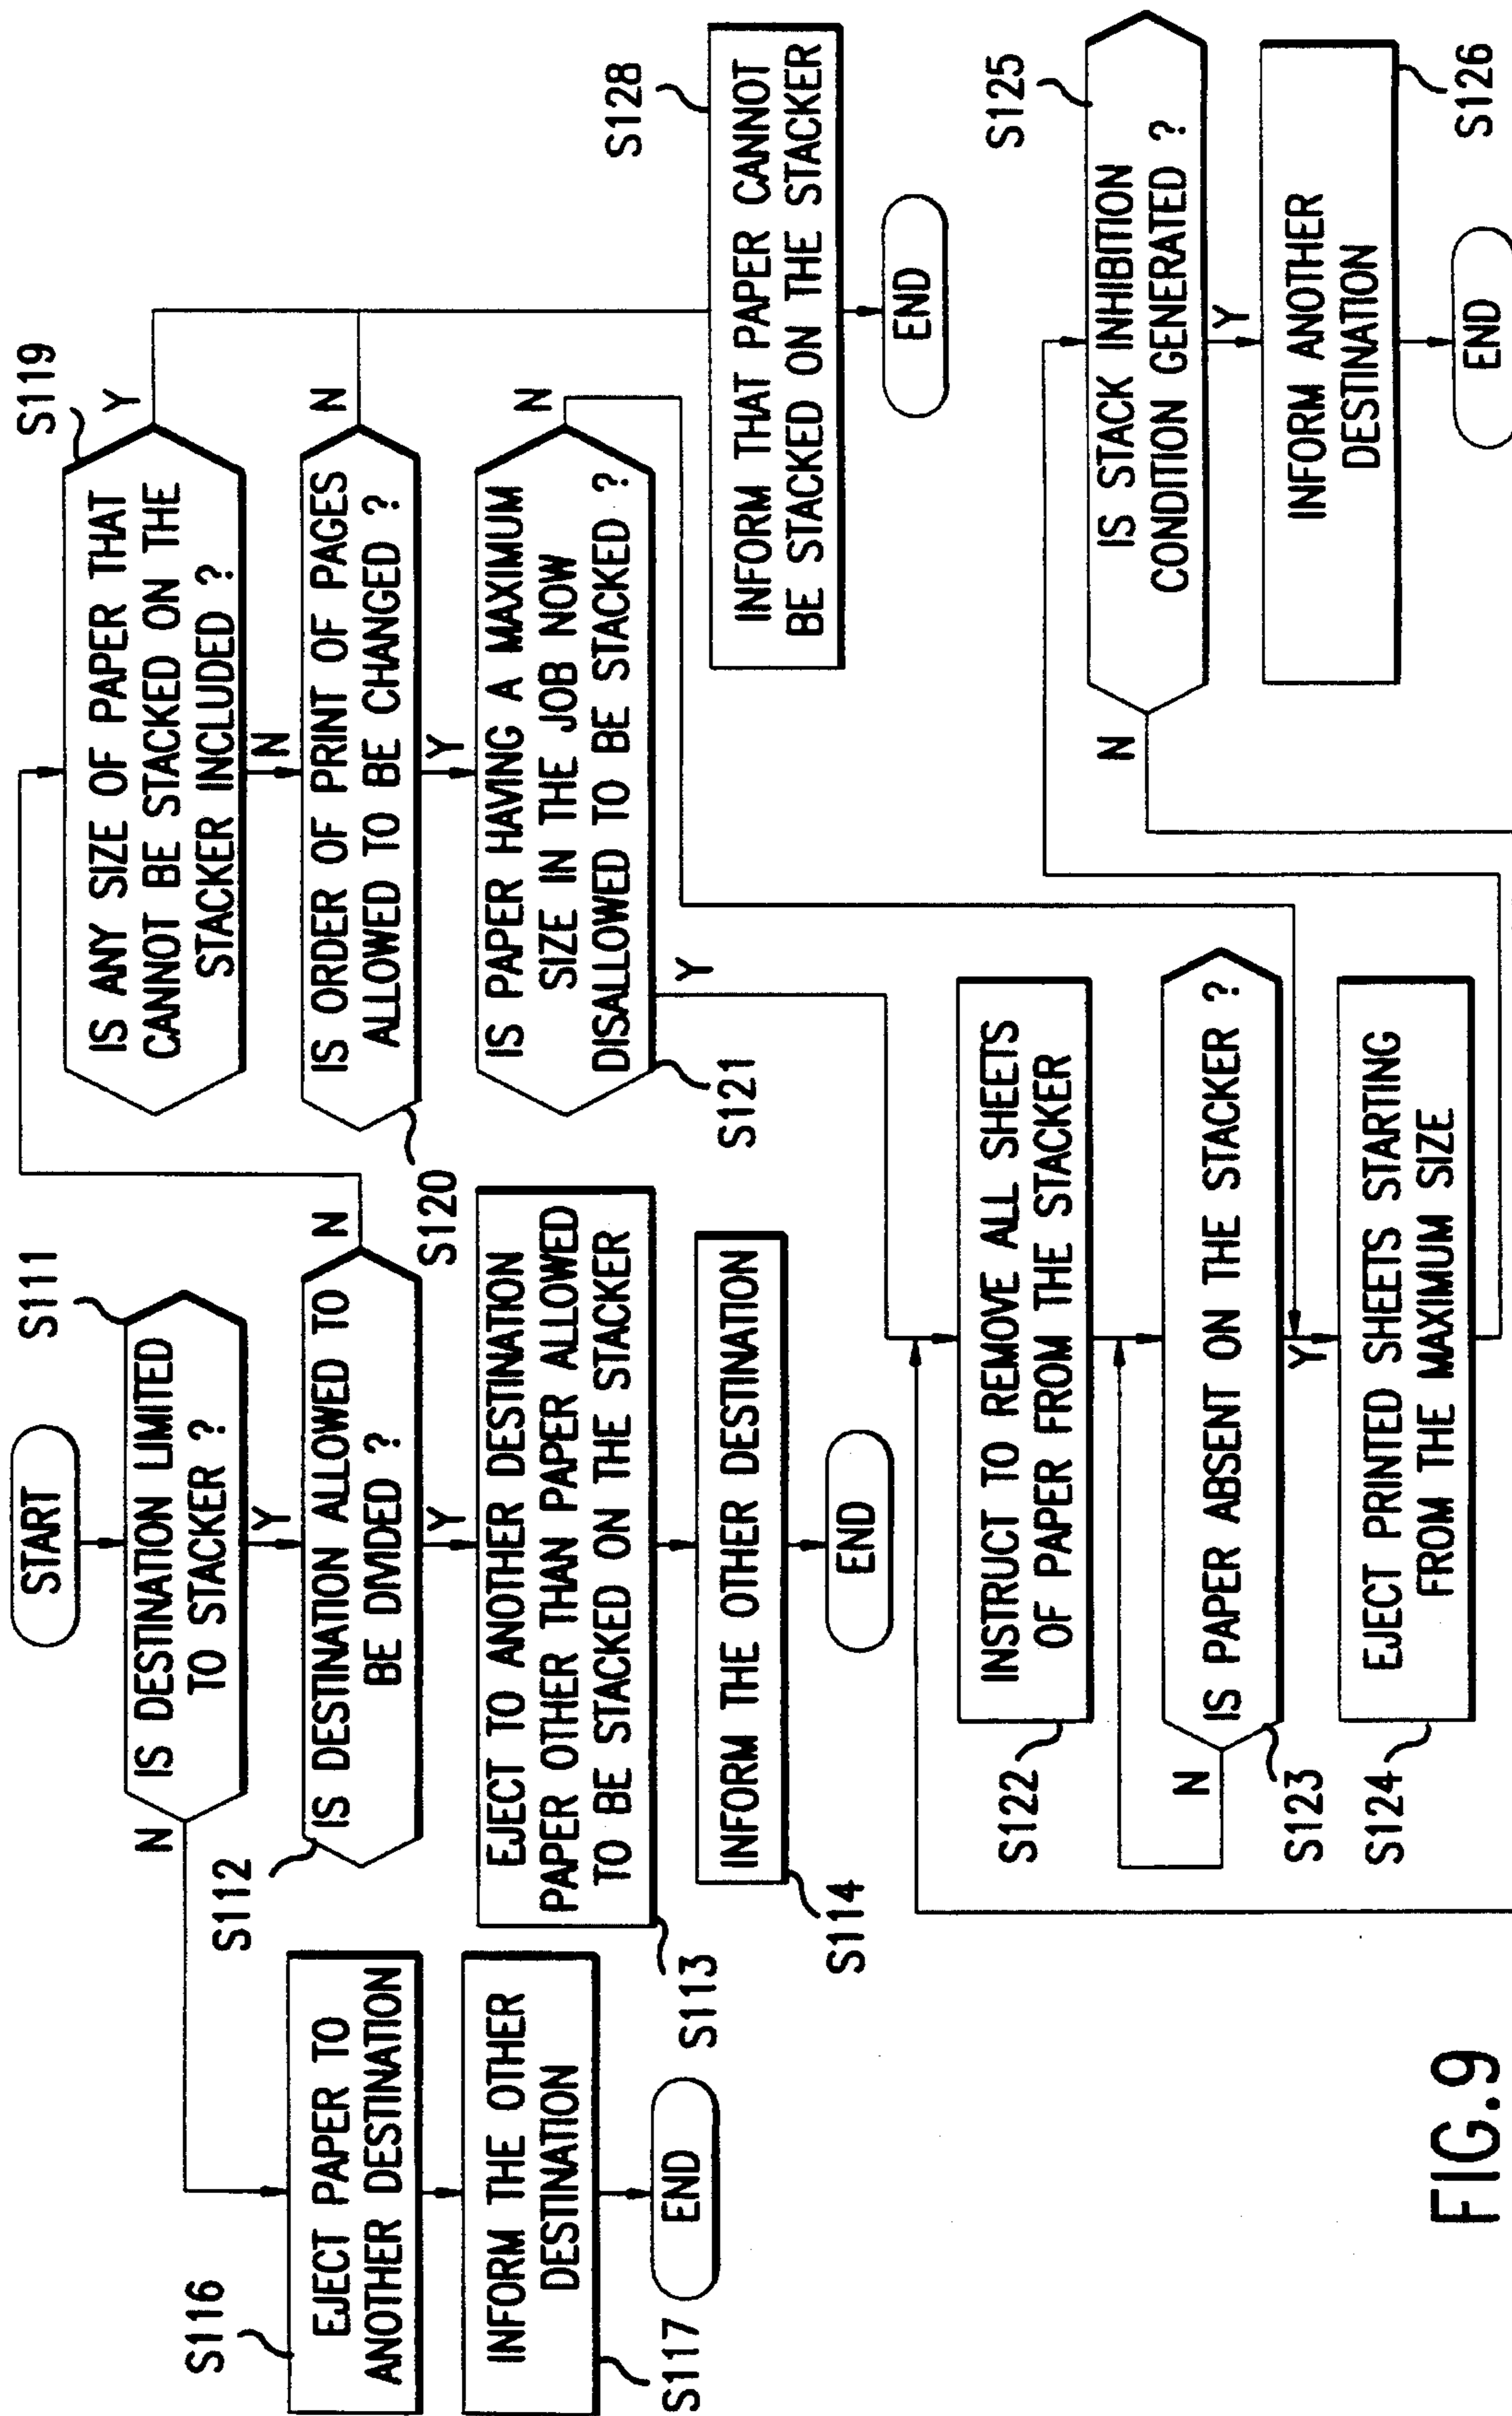 START
S111
IS DESTINATION LIMITED
TO STACKER ?
N
Y
S112
IS DESTINATION ALLOWED TO
BE DIVIDED ?
N
Y
S113
EJECT TO ANOTHER DESTINATION
PAPER OTHER THAN PAPER ALLOWED
TO BE STACKED ON THE STACKER
S114
INFORM THE OTHER DESTINATION
END
S116
EJECT PAPER TO
ANOTHER DESTINATION
S117
INFORM THE OTHER
DESTINATION
END
S119
IS ANY SIZE OF PAPER THAT
CANNOT BE STACKED ON THE
STACKER INCLUDED ?
Y
N
S120
IS ORDER OF PRINT OF PAGES
ALLOWED TO BE CHANGED ?
N
Y
S121
IS PAPER HAVING A MAXIMUM
SIZE IN THE JOB NOW
DISALLOWED TO BE STACKED ?
N
Y
S128
INFORM THAT PAPER CANNOT
BE STACKED ON THE STACKER
END
S122
INSTRUCT TO REMOVE ALL SHEETS
OF PAPER FROM THE STACKER
S123
IS PAPER ABSENT ON THE STACKER ?
N
Y
S124
EJECT PRINTED SHEETS STARTING
FROM THE MAXIMUM SIZE
S125
IS STACK INHIBITION
CONDITION GENERATED ?
N
Y
S126
INFORM ANOTHER
DESTINATION
END
FIG.9